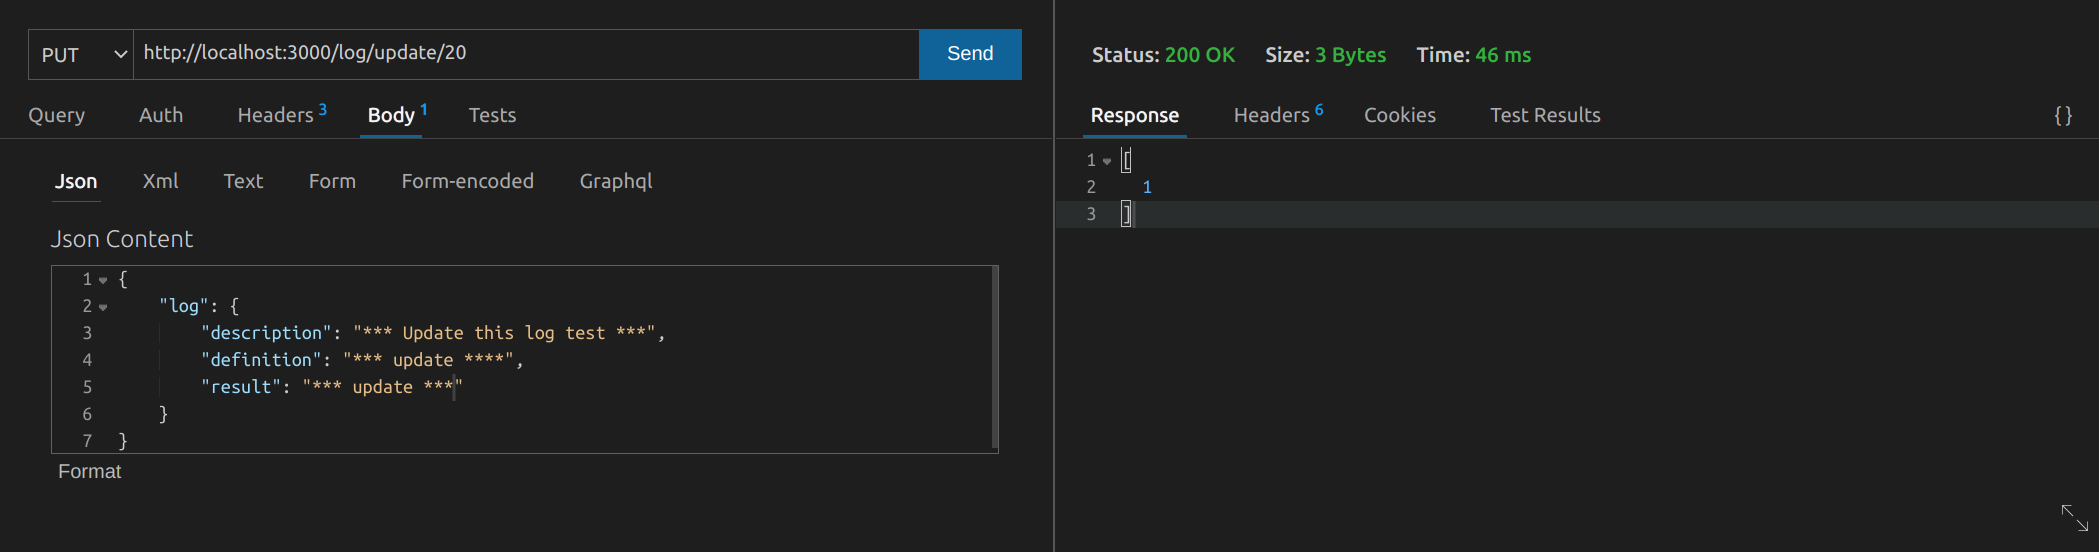 PUT http://localhost:3000/log/update/20 Send
Query Auth Headers 3 Body 1 Tests
Json Xml Text Form Form-encoded Graphql
Json Content
1 {
2 "log": {
3 "description": "*** Update this log test ***",
4 "definition": "*** update ****",
5 "result": "*** update ***"
6 }
7 }
Format
Status: 200 OK Size: 3 Bytes Time: 46 ms
Response Headers 6 Cookies Test Results { }
1 [
2 1
3 ]